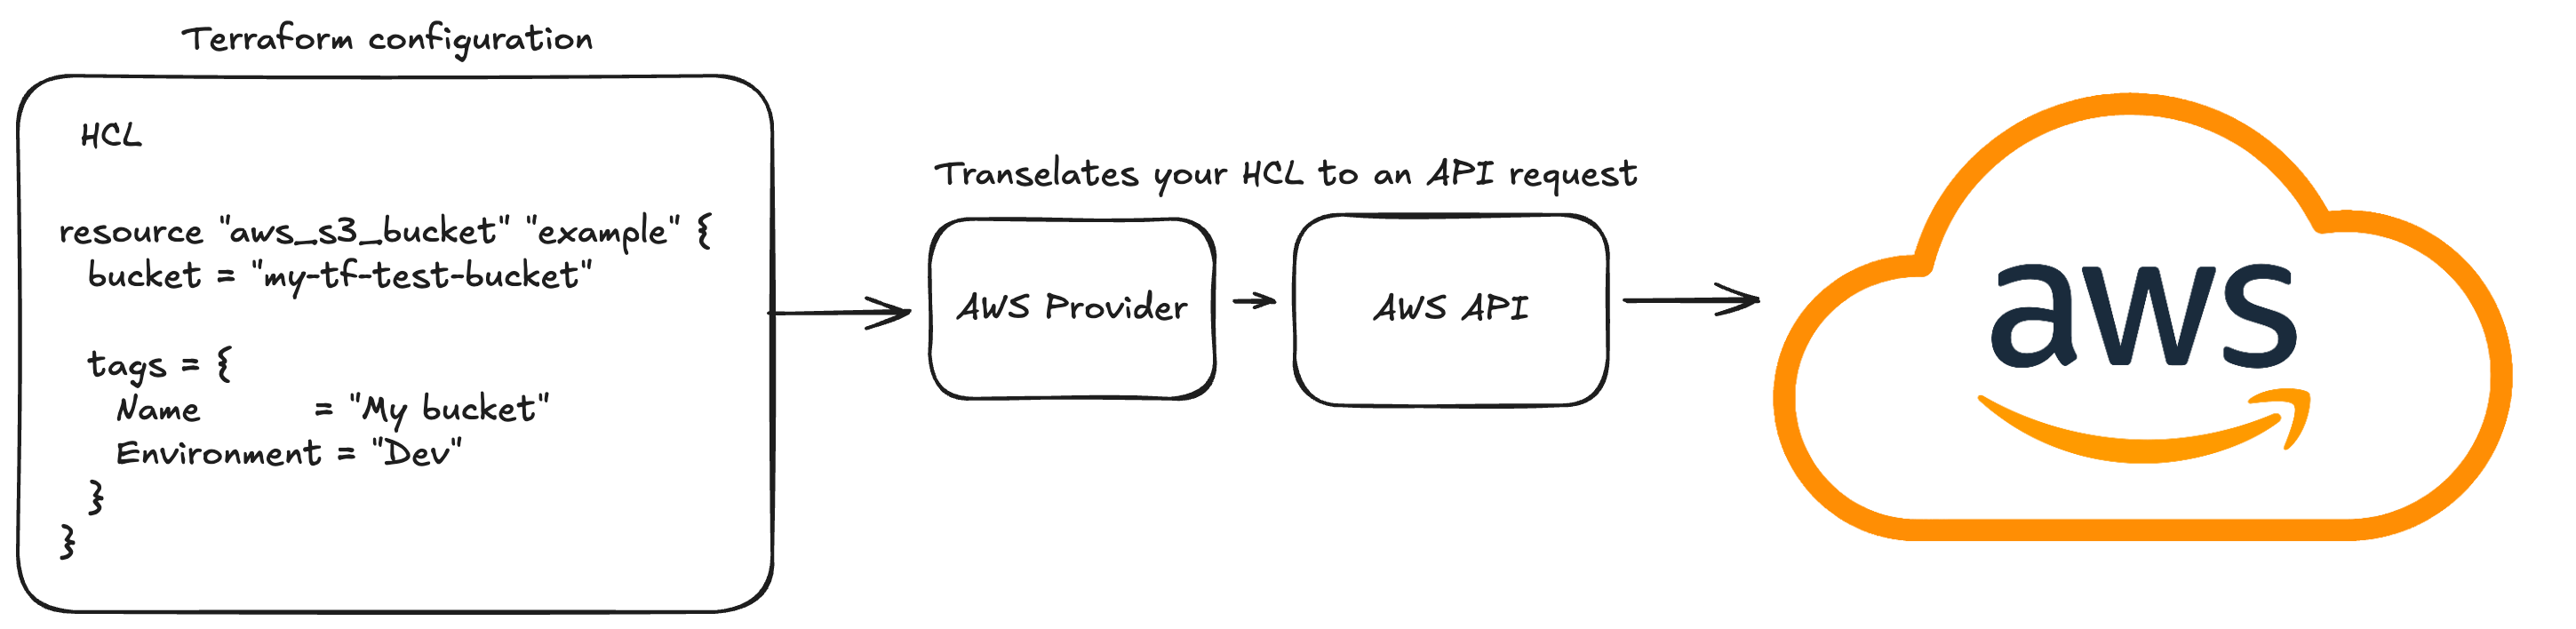 Terraform configuration
HCL
resource "aws_s3_bucket" "example" {
  bucket = "my-tf-test-bucket"
  tags = {
    Name        = "My bucket"
    Environment = "Dev"
  }
}
Transelates your HCL to an API request
AWS Provider
AWS API
aws